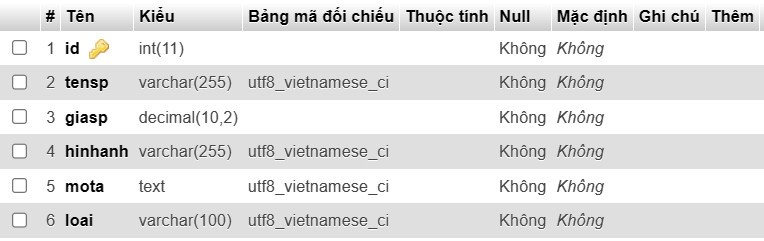 # Tên Kiểu Bảng mã đối chiếu Thuộc tính Null Mặc định Ghi chú Thêm
1 id int(11) Không Không
2 tensp varchar(255) utf8_vietnamese_ci Không Không
3 giasp decimal(10,2) Không Không
4 hinhanh varchar(255) utf8_vietnamese_ci Không Không
5 mota text utf8_vietnamese_ci Không Không
6 loai varchar(100) utf8_vietnamese_ci Không Không